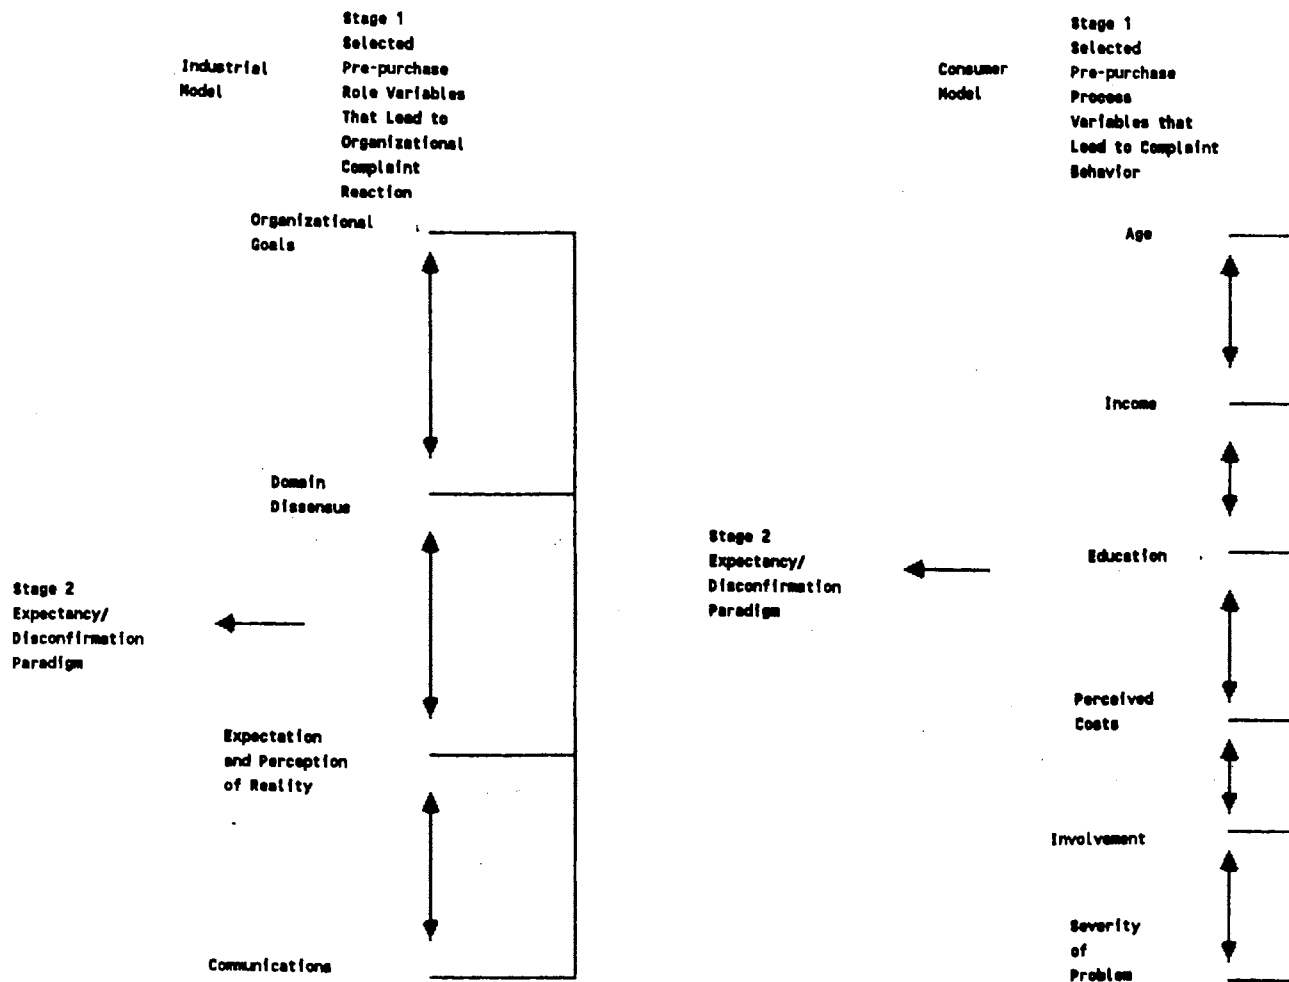 Industrial
Model
Stage 1
Selected
Pre-purchase
Role Variables
That Lead to
Organizational
Complaint
Reaction
Organizational
Goals
Domain
Dissensus
Stage 2
Expectancy/
Disconfirmation
Paradigm
Expectation
and Perception
of Reality
Communications
Consumer
Model
Stage 1
Selected
Pre-purchase
Process
Variables that
Lead to Complaint
Behavior
Age
Income
Education
Stage 2
Expectancy/
Disconfirmation
Paradigm
Perceived
Costs
Involvement
Severity
of
Problem